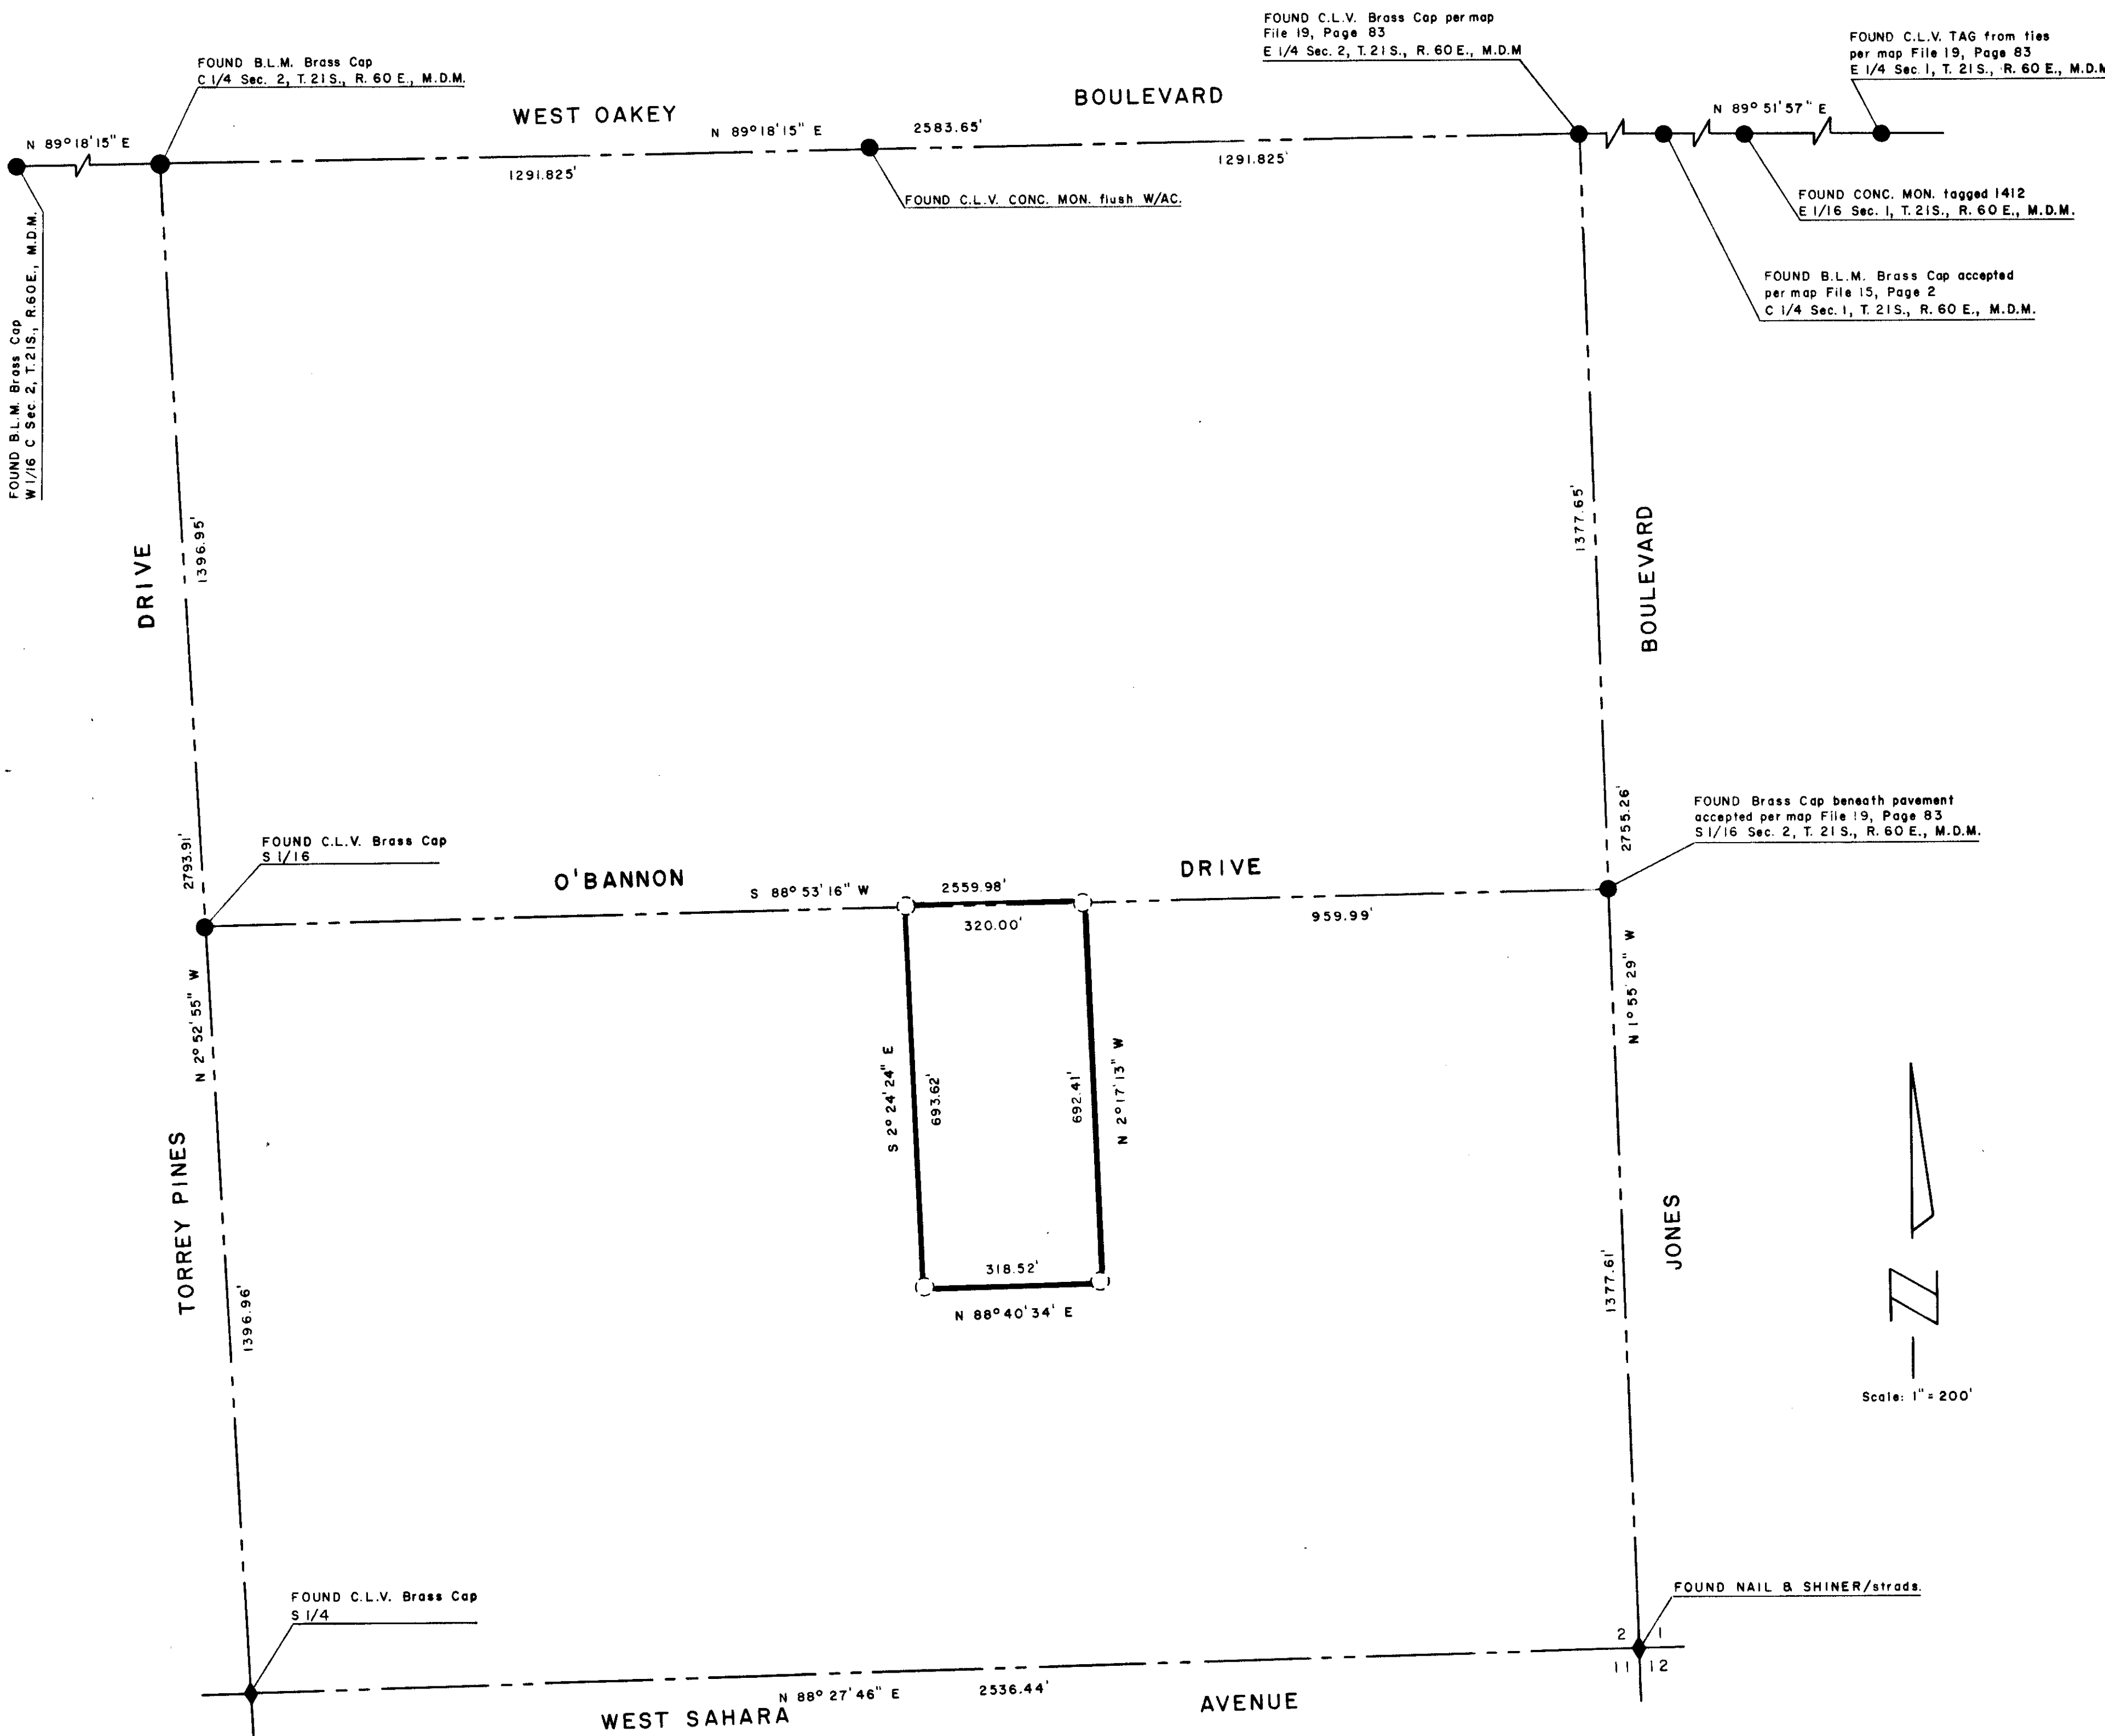 FOUND C.L.V. Brass Cap per map
File 19, Page 83
E 1/4 Sec. 2, T. 21 S., R. 60 E., M.D.M
FOUND C.L.V. TAG from ties
per map File 19, Page 83
E 1/4 Sec. 1, T. 21 S., R. 60 E., M.D.M
FOUND B.L.M. Brass Cap
C 1/4 Sec. 2, T. 21 S., R. 60 E., M.D.M.
WEST OAKEY
BOULEVARD
N 89° 18' 15" E
N 89° 18' 15" E
2583.65'
N 89° 51' 57" E
1291.825'
1291.825'
FOUND C.L.V. CONC. MON. flush W/AC.
FOUND CONC. MON. tagged 1412
E 1/16 Sec. 1, T. 21 S., R. 60 E., M.D.M.
FOUND B.L.M. Brass Cap accepted
per map File 15, Page 2
C 1/4 Sec. 1, T. 21 S., R. 60 E., M.D.M.
FOUND B.L.M. Brass Cap
W 1/16 C Sec. 2, T. 21 S., R. 60 E., M.D.M.
DRIVE
1396.95'
1377.65'
BOULEVARD
2793.91'
2755.26'
FOUND Brass Cap beneath pavement
accepted per map File 19, Page 83
S 1/16 Sec. 2, T. 21 S., R. 60 E., M.D.M.
FOUND C.L.V. Brass Cap
S 1/16
O'BANNON
S 88° 53' 16" W
2559.98'
DRIVE
320.00'
959.99'
N 2° 52' 55" W
N 1° 55' 29" W
S 2° 24' 24" E
693.62'
692.41'
N 2° 17' 13" W
TORREY PINES
JONES
318.52'
N 88° 40' 34' E
1396.96'
1377.61'
N
Scale: 1" = 200'
FOUND C.L.V. Brass Cap
S 1/4
FOUND NAIL & SHINER/strads.
2 1
11 12
N 88° 27' 46" E
2536.44'
WEST SAHARA
AVENUE